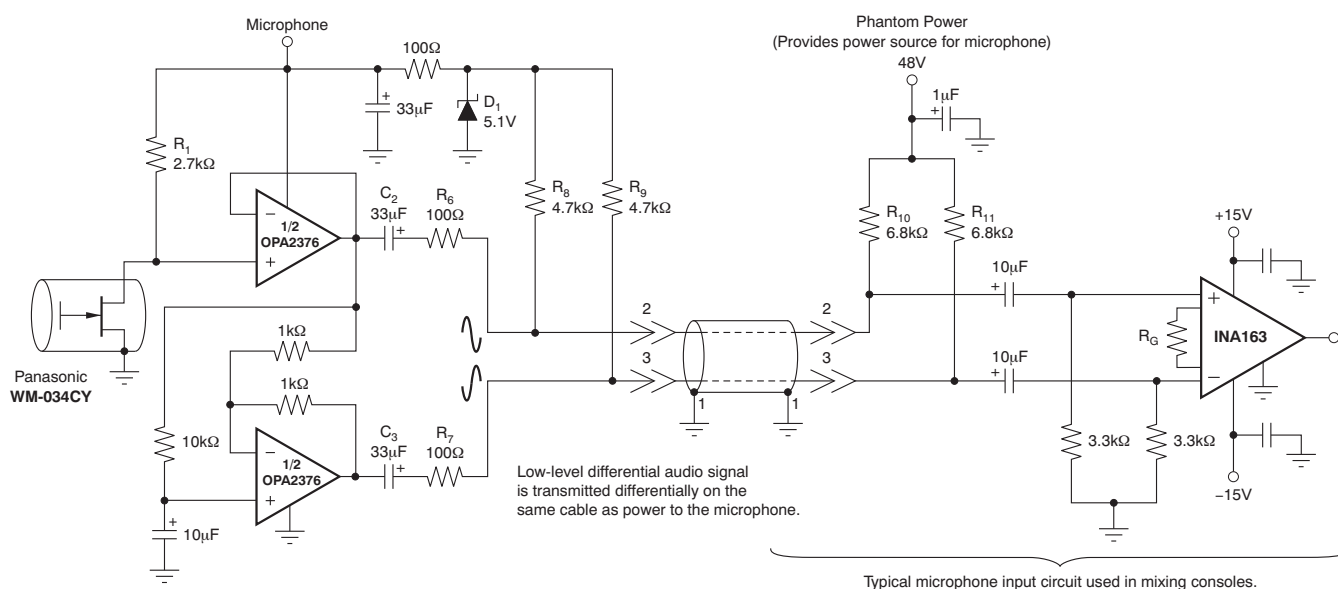 Microphone
100Ω
+
33µF
D1
5.1V
R1
2.7kΩ
−
1/2
OPA2376
+
C2
33µF
+
R6
100Ω
R8
4.7kΩ
R9
4.7kΩ
Panasonic
WM-034CY
1kΩ
1kΩ
10kΩ
−
1/2
OPA2376
+
C3
33µF
+
R7
100Ω
+
10µF
Low-level differential audio signal
is transmitted differentially on the
same cable as power to the microphone.
2
3
1
1
2
3
Phantom Power
(Provides power source for microphone)
48V
1µF
+
R10
6.8kΩ
R11
6.8kΩ
10µF
+
10µF
+
3.3kΩ
3.3kΩ
+15V
+
RG
INA163
−
−15V
Typical microphone input circuit used in mixing consoles.